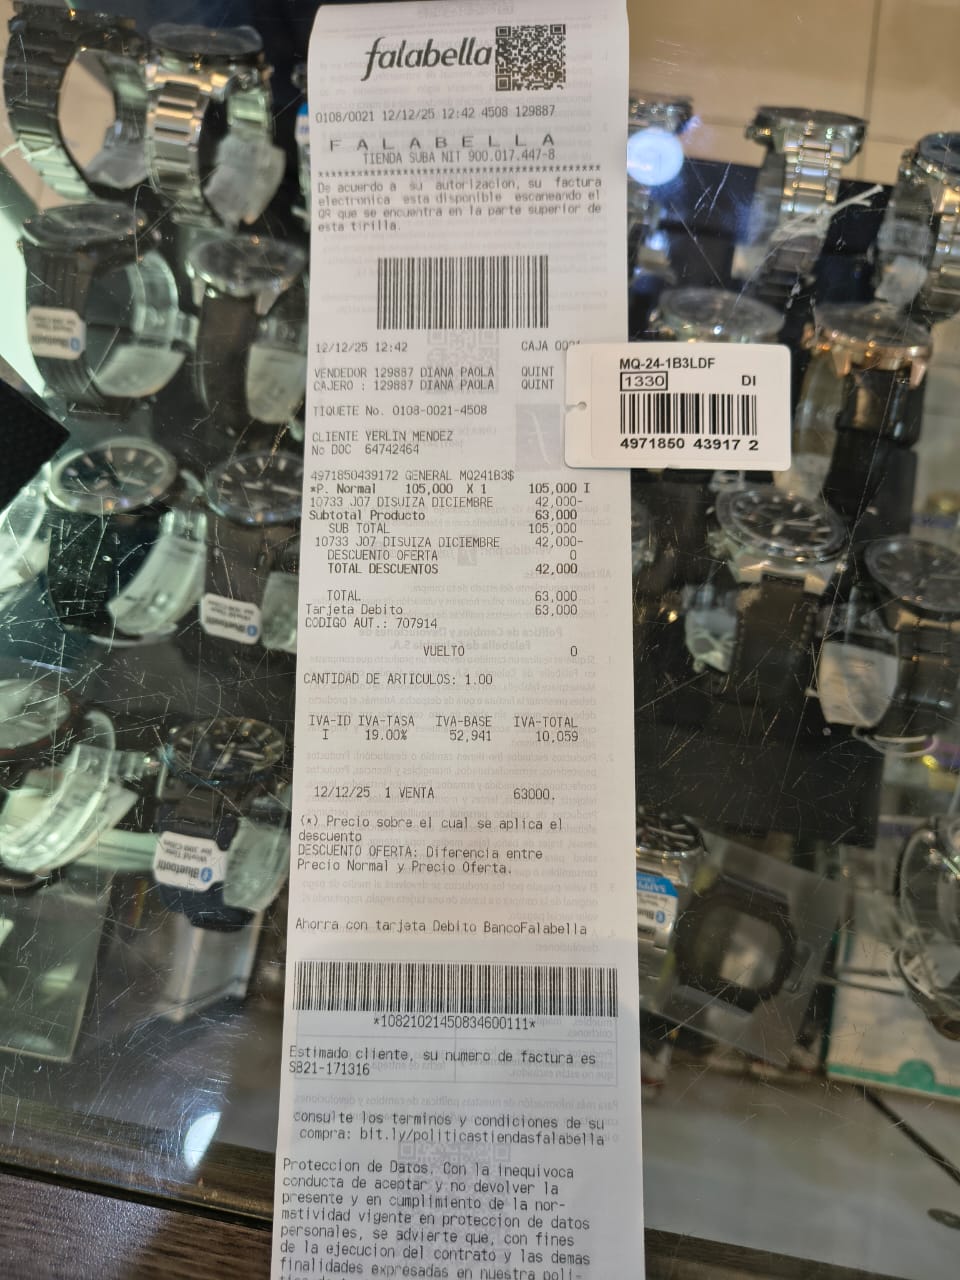 falabella
0108/0021 12/12/25 12:42 4508 129887
F A L A B E L L A
TIENDA SUBA NIT 900.017.447-8
****************************************
De acuerdo a su autorizacion, su factura
electronica esta disponible escaneando el
QR que se encuentra en la parte superior de
esta tirilla.
12/12/25 12:42 CAJA
VENDEDOR 129887 DIANA PAOLA QUINT
CAJERO : 129887 DIANA PAOLA QUINT
TIQUETE No. 0108-0021-4508
CLIENTE YERLIN MENDEZ
No DOC 64742464
4971850439172 GENERAL MQ241B3$
*P. Normal 105,000 X 1 105,000 I
10733 J07 DISUIZA DICIEMBRE 42,000-
Subtotal Producto 63,000
SUB TOTAL 105,000
10733 J07 DISUIZA DICIEMBRE 42,000-
DESCUENTO OFERTA 0
TOTAL DESCUENTOS 42,000
TOTAL 63,000
Tarjeta Debito 63,000
CODIGO AUT.: 707914
VUELTO 0
CANTIDAD DE ARTICULOS: 1.00
IVA-ID IVA-TASA IVA-BASE IVA-TOTAL
I 19.00% 52,941 10,059
12/12/25 1 VENTA 63000.
(*) Precio sobre el cual se aplica el
descuento
DESCUENTO OFERTA: Diferencia entre
Precio Normal y Precio Oferta.
Ahorra con tarjeta Debito BancoFalabella
*10821021450834600111*
Estimado cliente, su numero de factura es
SB21-171316
consulte los terminos y condiciones de su
compra: bit.ly/politicastiendasfalabella
Proteccion de Datos. Con la inequivoca
conducta de aceptar y no devolver la
presente y en cumplimiento de la nor-
matividad vigente en proteccion de datos
personales, se advierte que, con fines
de la ejecucion del contrato y las demas
finalidades expresadas en nuestra poli-
MQ-24-1B3LDF
1330 DI
4971850 43917 2
Bluetooth
Bluetooth
World Time
Bluetooth